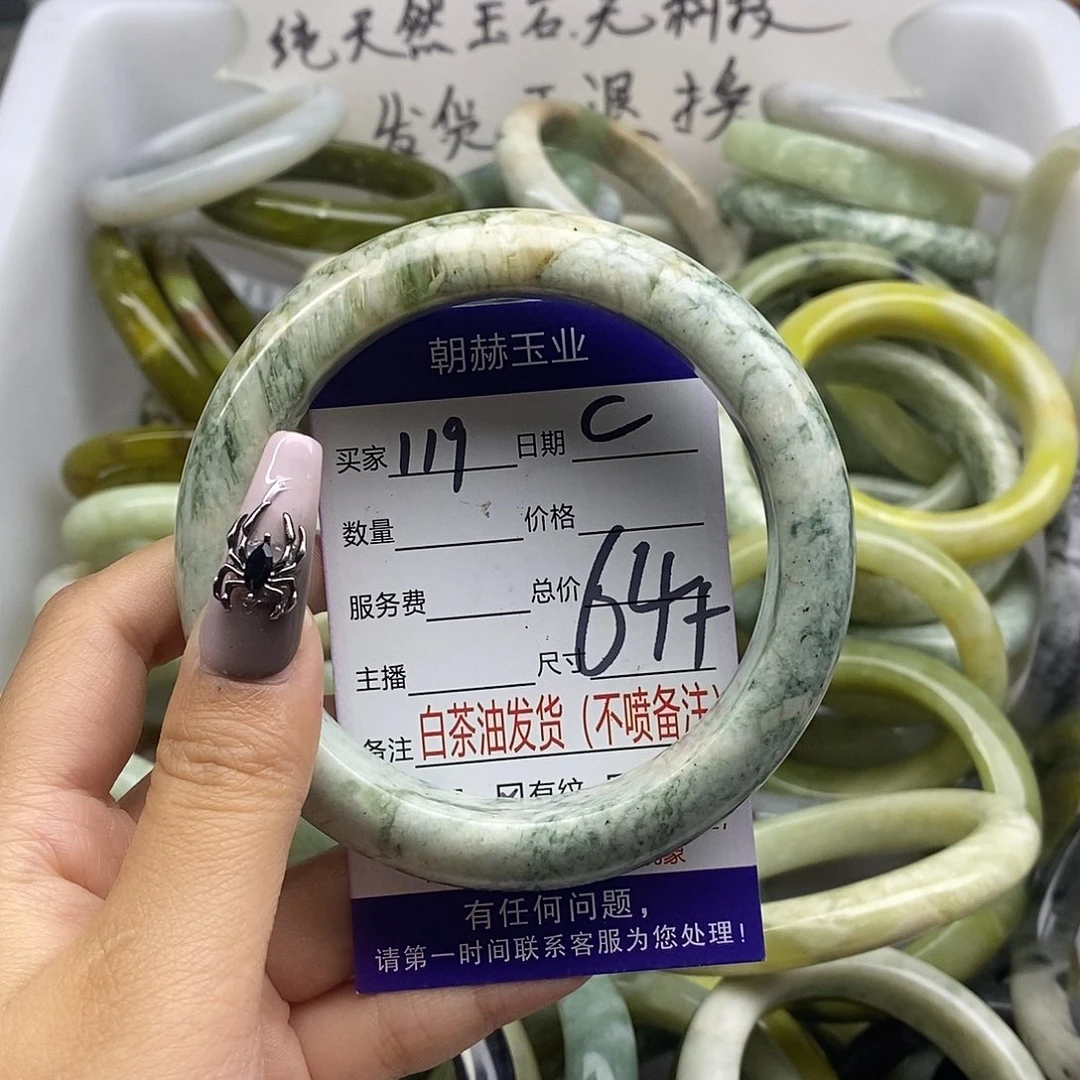 纯天然玉石.无科技
发货 不退换
朝赫玉业
买家 119 日期 C
数量 价格
服务费 总价
主播 尺寸 64
备注 白茶油发货（不喷备注）
有纹
有任何问题，
请第一时间联系客服为您处理！